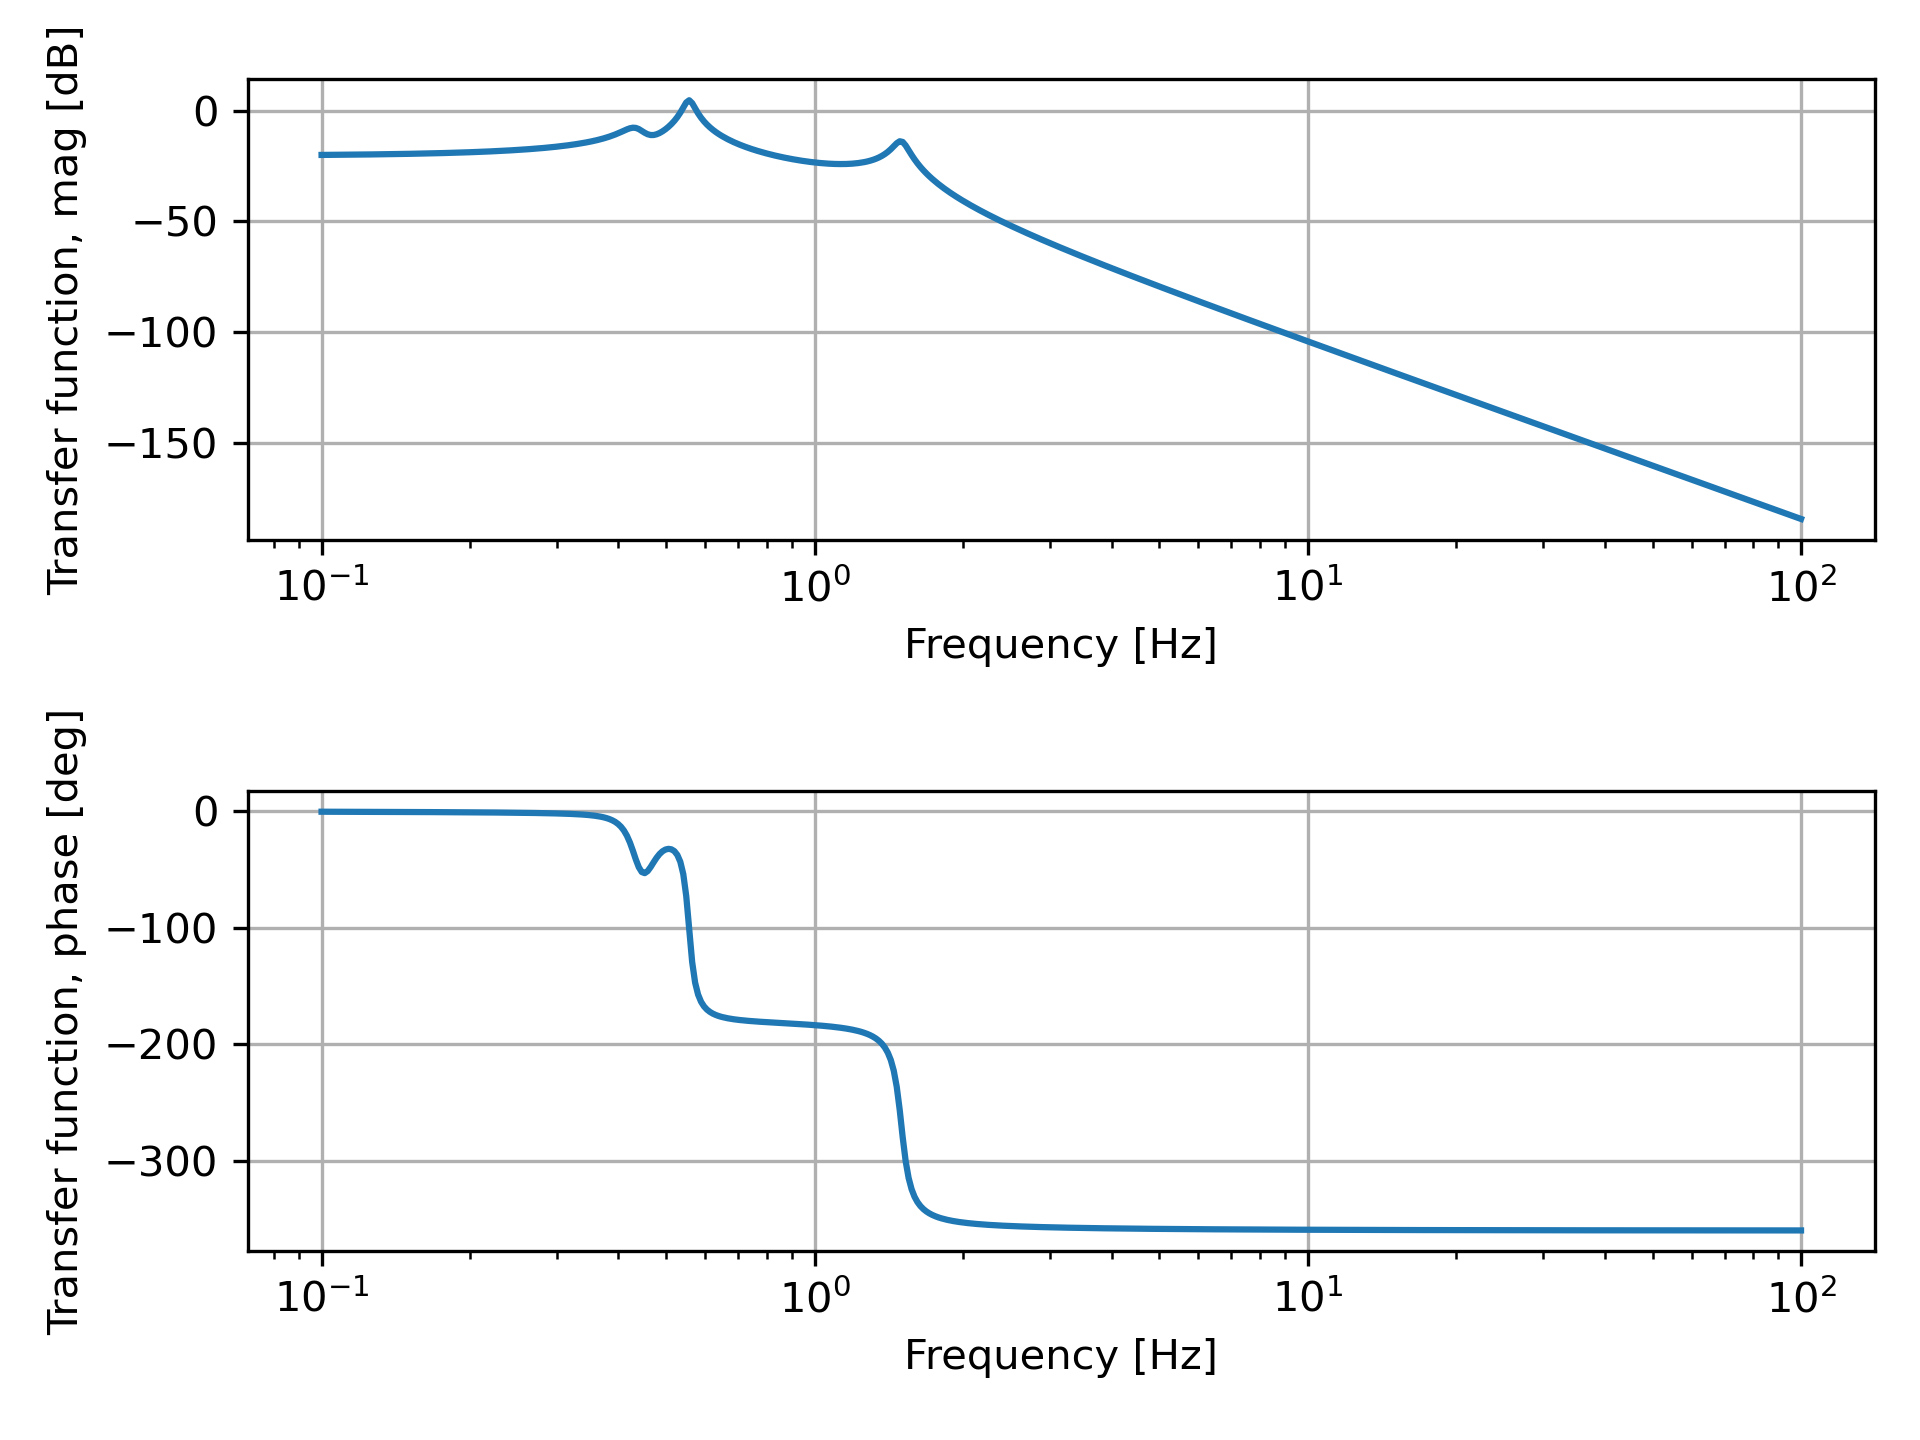 Transfer function, mag [dB]
0
−50
−100
−150
10⁻¹ 10⁰ 10¹ 10²
Frequency [Hz]
Transfer function, phase [deg]
0
−100
−200
−300
10⁻¹ 10⁰ 10¹ 10²
Frequency [Hz]